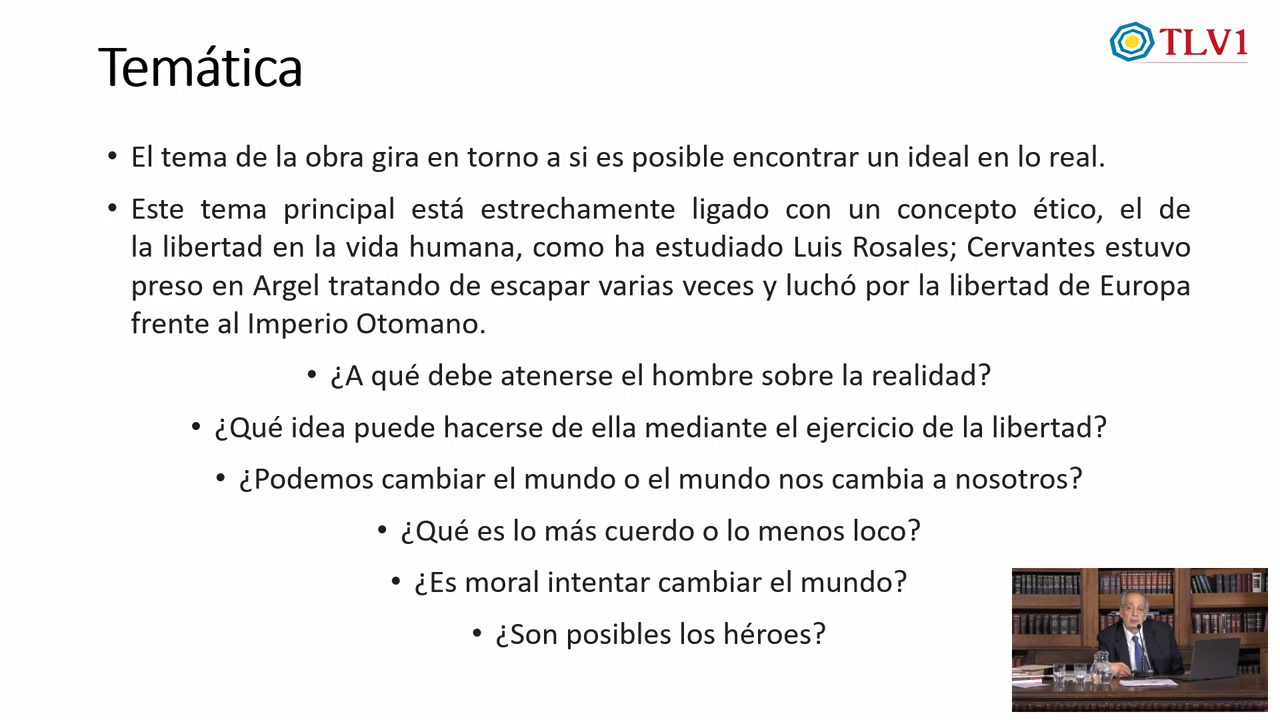 TLV1
Temática
• El tema de la obra gira en torno a si es posible encontrar un ideal en lo real.
• Este tema principal está estrechamente ligado con un concepto ético, el de
la libertad en la vida humana, como ha estudiado Luis Rosales; Cervantes estuvo
preso en Argel tratando de escapar varias veces y luchó por la libertad de Europa
frente al Imperio Otomano.
• ¿A qué debe atenerse el hombre sobre la realidad?
• ¿Qué idea puede hacerse de ella mediante el ejercicio de la libertad?
• ¿Podemos cambiar el mundo o el mundo nos cambia a nosotros?
• ¿Qué es lo más cuerdo o lo menos loco?
• ¿Es moral intentar cambiar el mundo?
• ¿Son posibles los héroes?